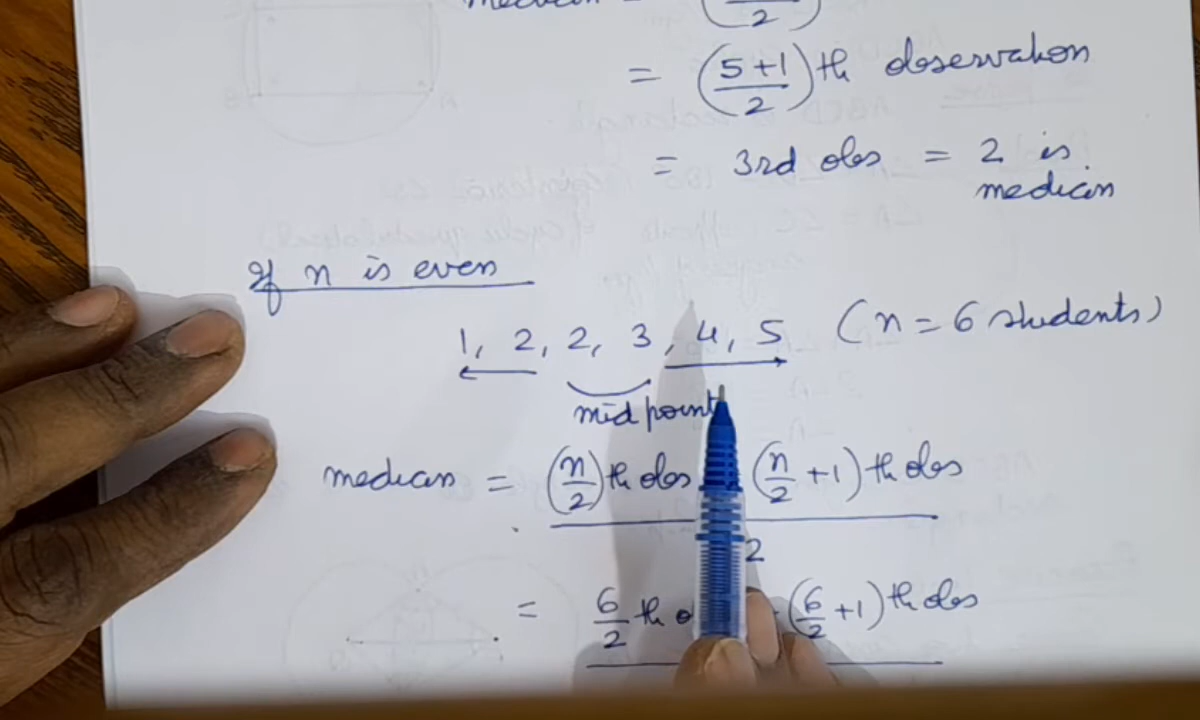 2
= (5+1/2)th observation
= 3rd obs = 2 is median
If n is even
1, 2, 2, 3, 4, 5 (n = 6 students)
mid point
median = (n/2)th obs (n/2 +1)th obs
2
= 6/2 th (6/2 +1)th obs